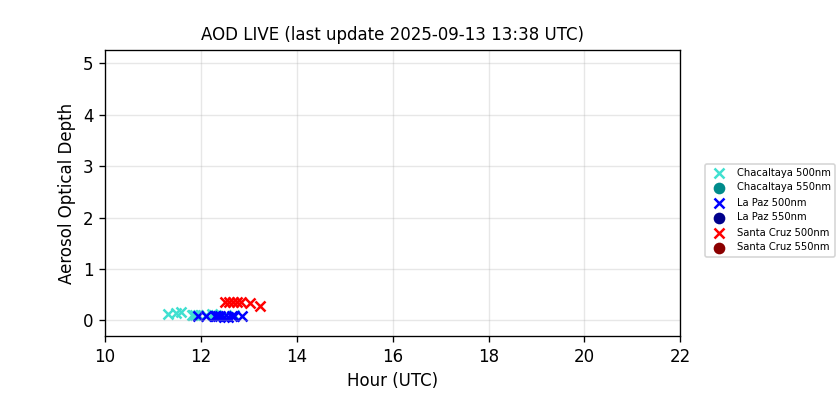 AOD LIVE (last update 2025-09-13 13:38 UTC)
Aerosol Optical Depth
5
4
3
2
1
0
10 12 14 16 18 20 22
Hour (UTC)
Chacaltaya 500nm
Chacaltaya 550nm
La Paz 500nm
La Paz 550nm
Santa Cruz 500nm
Santa Cruz 550nm